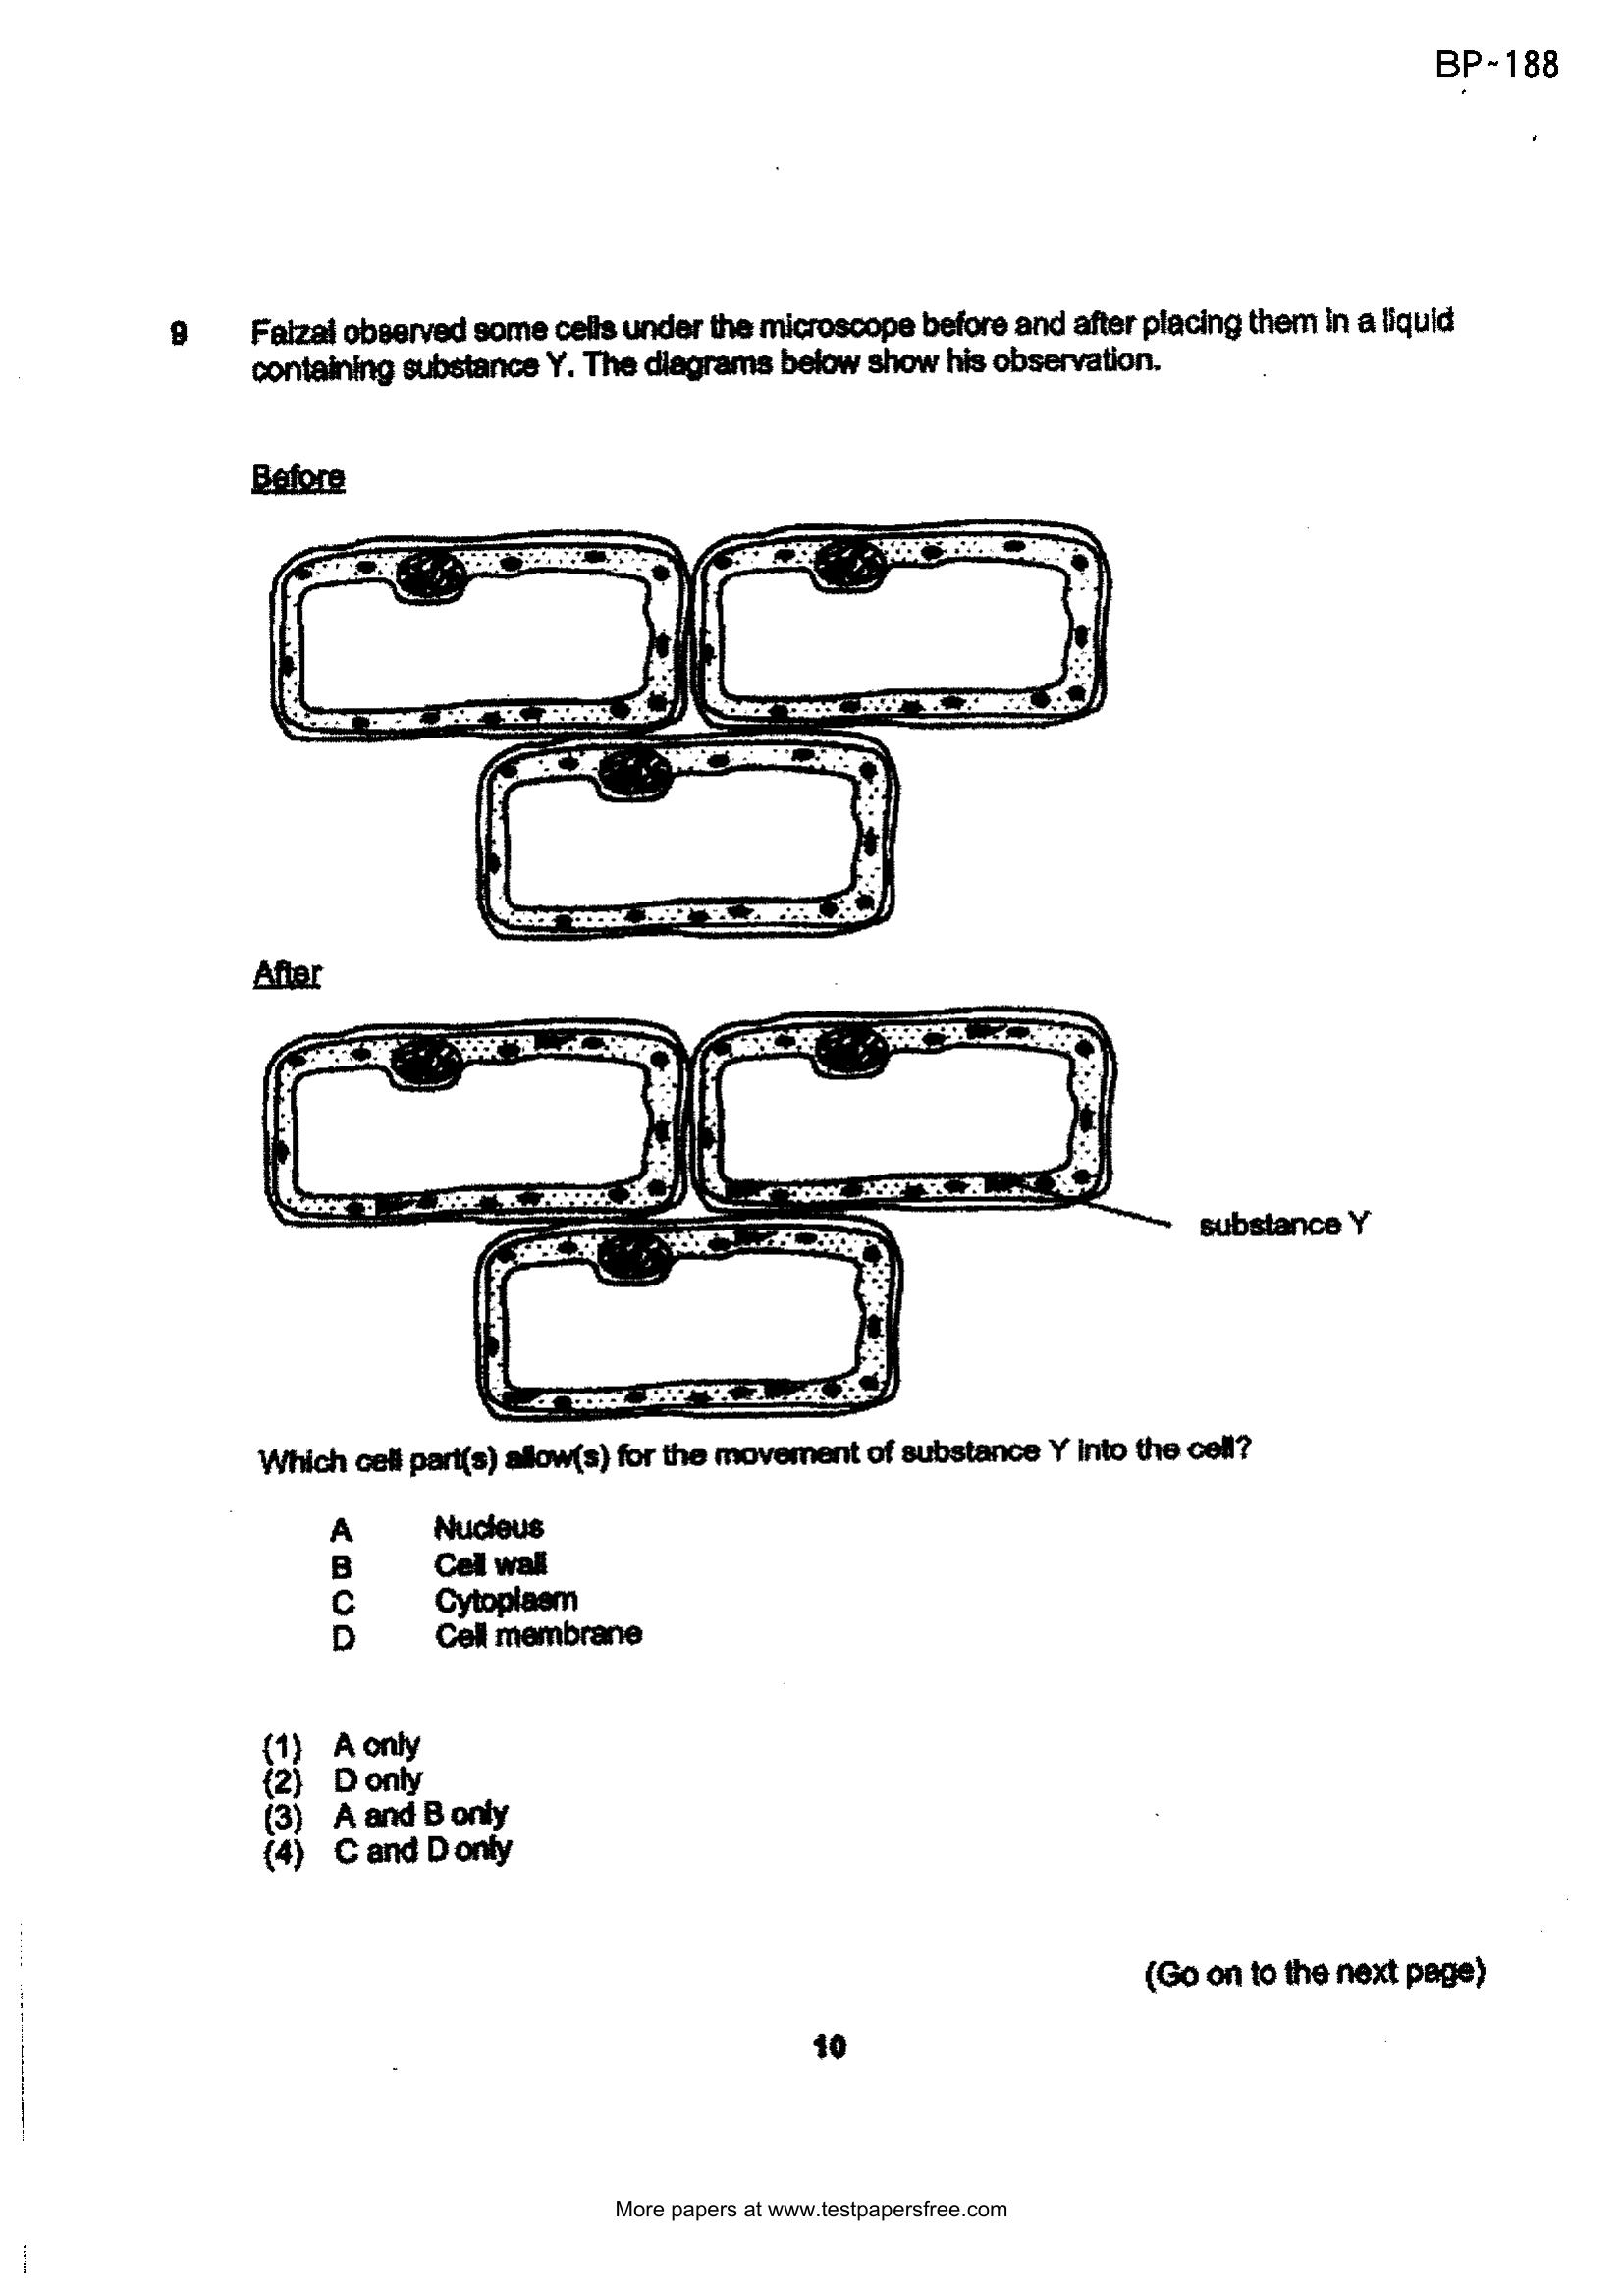 BP~188
9 Faizal observed some cells under the microscope before and after placing them in a liquid
containing substance Y. The diagrams below show his observation.
Before
After
substance Y
Which cell part(s) allow(s) for the movement of substance Y into the cell?
A Nucleus
B Cell wall
C Cytoplasm
D Cell membrane
(1) A only
(2) D only
(3) A and B only
(4) C and D only
(Go on to the next page)
10
More papers at www.testpapersfree.com